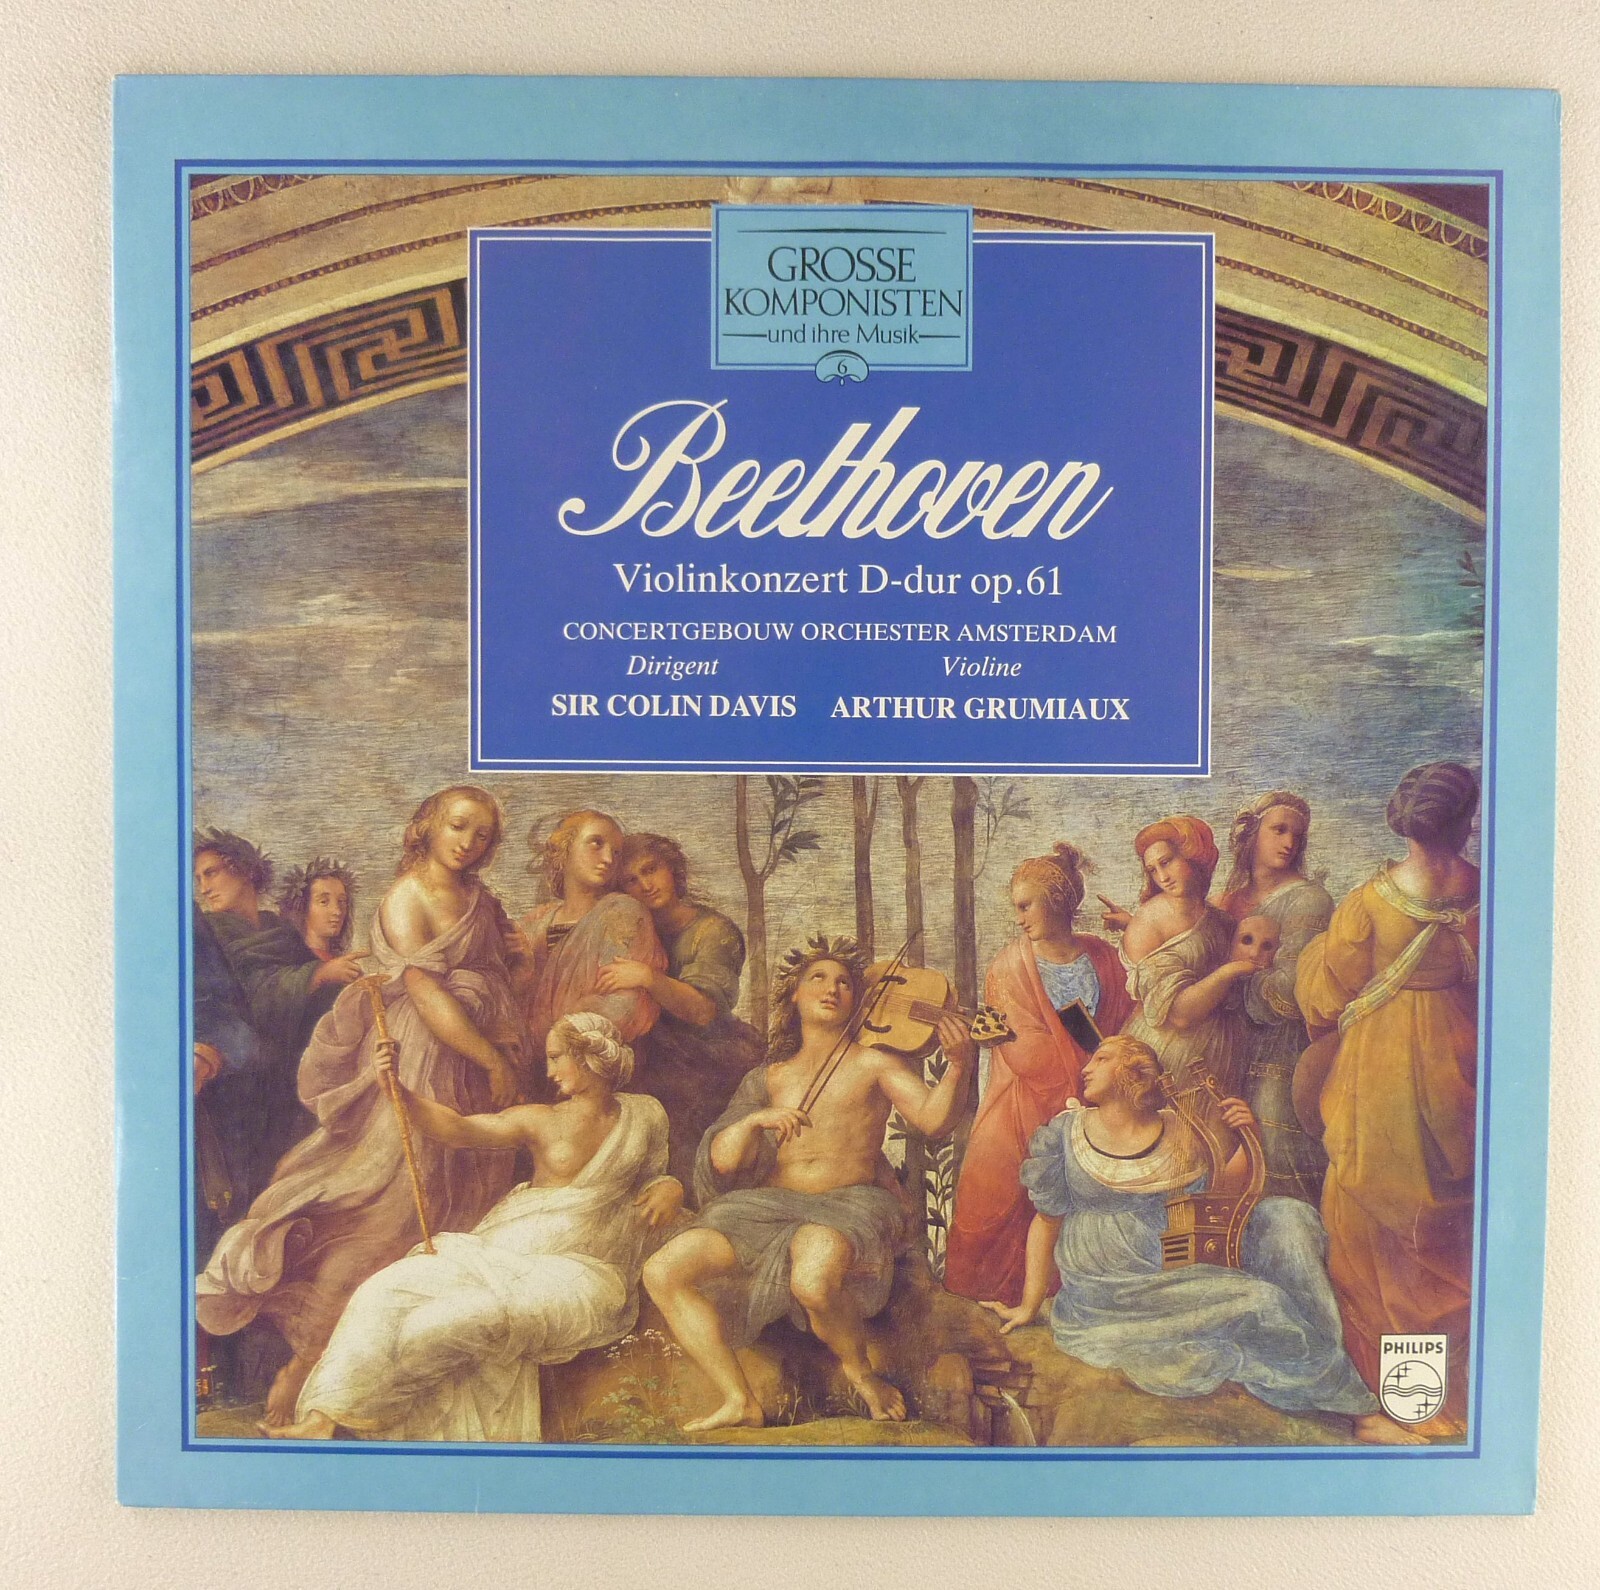 GROSSE
KOMPONISTEN
und ihre Musik
6
Beethoven
Violinkonzert D-dur op.61
CONCERTGEBOUW ORCHESTER AMSTERDAM
Dirigent Violine
SIR COLIN DAVIS ARTHUR GRUMIAUX
PHILIPS